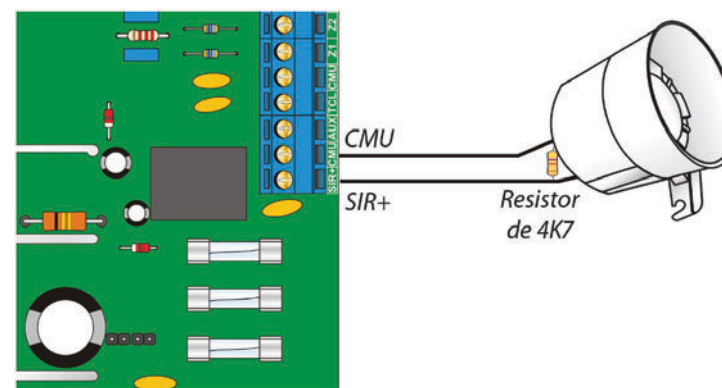 Z2
Z1
CMU
TCL
AUX
CMU
SIR+
CMU
SIR+
Resistor
de 4K7